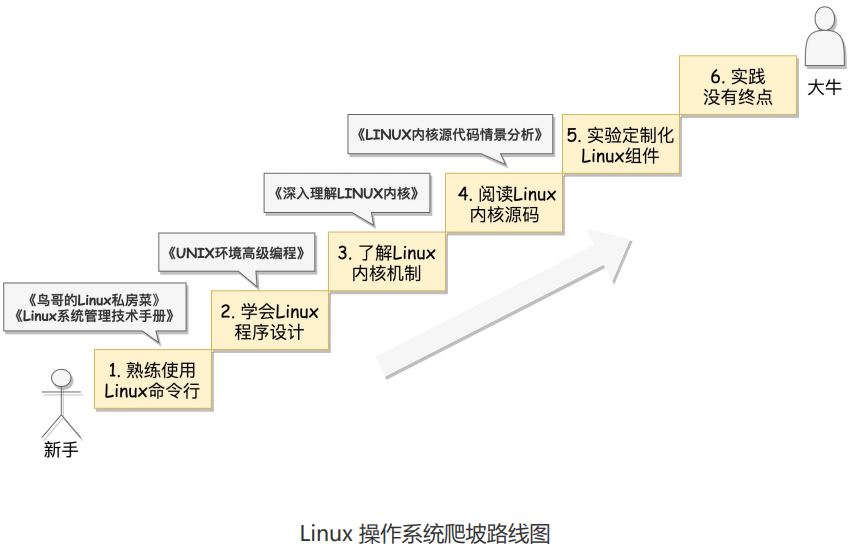 大牛
6. 实践
没有终点
《LINUX内核源代码情景分析》
5. 实验定制化
Linux组件
《深入理解LINUX内核》
4. 阅读Linux
内核源码
《UNIX环境高级编程》
3. 了解Linux
内核机制
《鸟哥的Linux私房菜》
《Linux系统管理技术手册》
2. 学会Linux
程序设计
1. 熟练使用
Linux命令行
新手
Linux 操作系统爬坡路线图